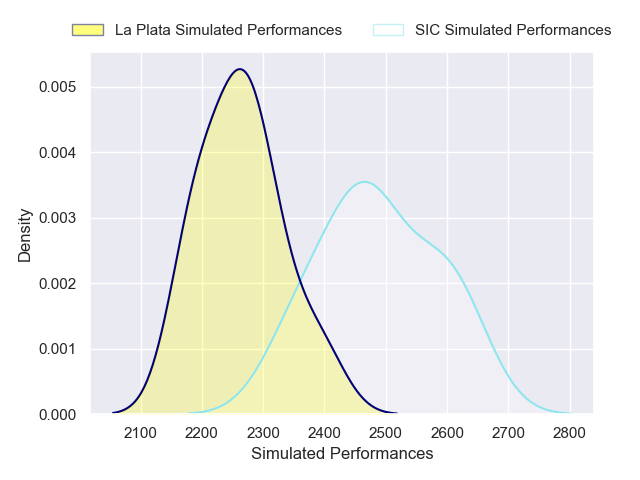 La Plata Simulated Performances SIC Simulated Performances
0.005
0.004
0.003
0.002
0.001
0.000
Density
2100 2200 2300 2400 2500 2600 2700 2800
Simulated Performances